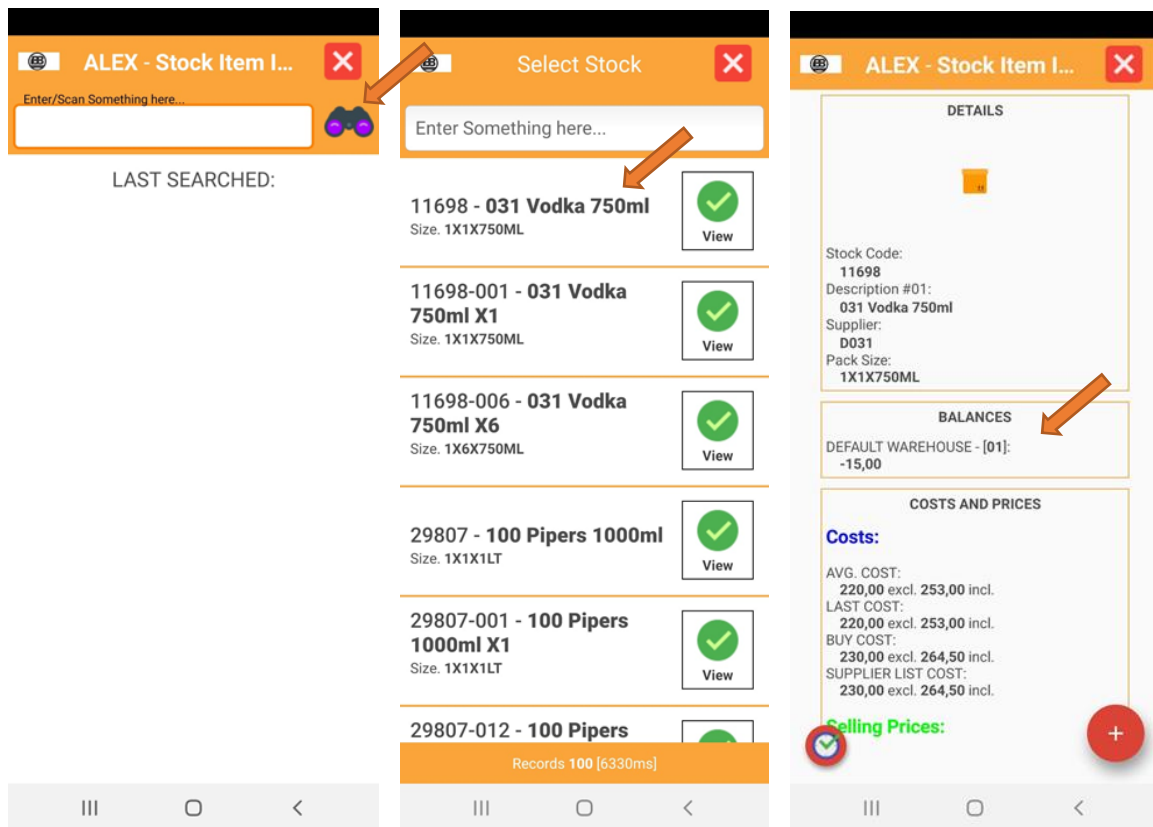 ALEX - Stock Item I...
Enter/Scan Something here...
LAST SEARCHED:
Select Stock
Enter Something here...
11698 - 031 Vodka 750ml
Size. 1X1X750ML
View
11698-001 - 031 Vodka
750ml X1
Size. 1X1X750ML
View
11698-006 - 031 Vodka
750ml X6
Size. 1X6X750ML
View
29807 - 100 Pipers 1000ml
Size. 1X1X1LT
View
29807-001 - 100 Pipers
1000ml X1
Size. 1X1X1LT
View
29807-012 - 100 Pipers
Records 100 [6330ms]
ALEX - Stock Item I...
DETAILS
Stock Code:
11698
Description #01:
031 Vodka 750ml
Supplier:
D031
Pack Size:
1X1X750ML
BALANCES
DEFAULT WAREHOUSE - [01]:
-15,00
COSTS AND PRICES
Costs:
AVG. COST:
220,00 excl. 253,00 incl.
LAST COST:
220,00 excl. 253,00 incl.
BUY COST:
230,00 excl. 264,50 incl.
SUPPLIER LIST COST:
230,00 excl. 264,50 incl.
Selling Prices: